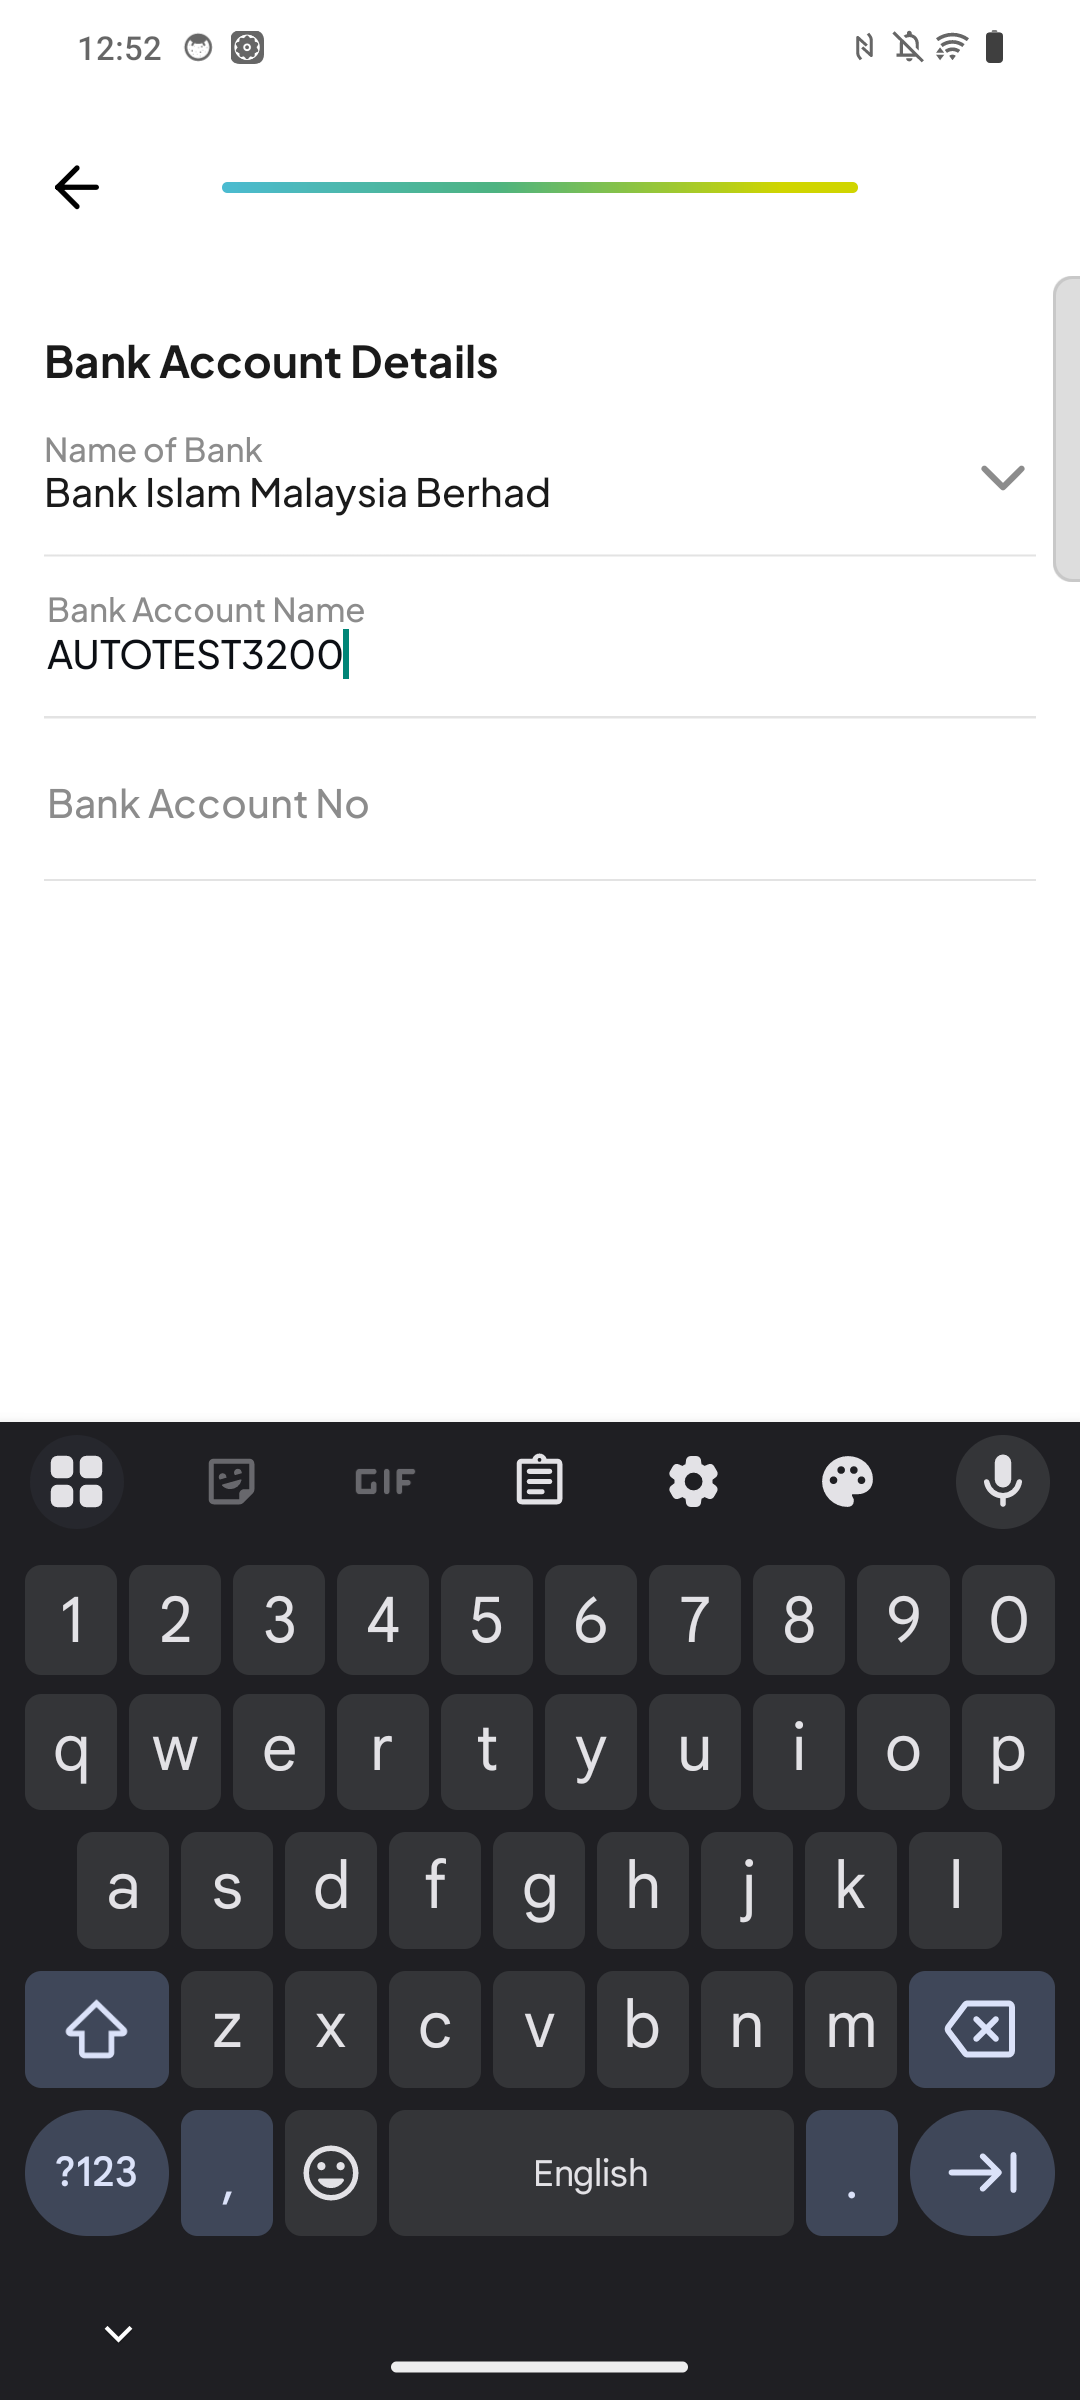 12:52
Bank Account Details
Name of Bank
Bank Islam Malaysia Berhad
Bank Account Name
AUTOTEST3200
Bank Account No
GIF
1 2 3 4 5 6 7 8 9 0
q w e r t y u i o p
a s d f g h j k l
z x c v b n m
?123 , English .